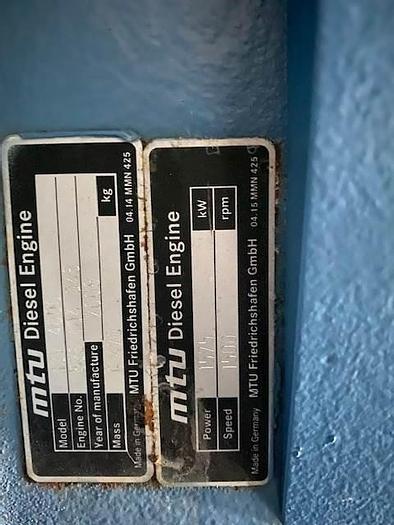 mtu Diesel Engine
Model
Engine No.
Year of manufacture
Mass kg
Made in Germany MTU Friedrichshafen GmbH 04.14 MMN 425
mtu Diesel Engine
Power 1575 kW
Speed 1500 rpm
Made in Germany MTU Friedrichshafen GmbH 04.15 MMN 425